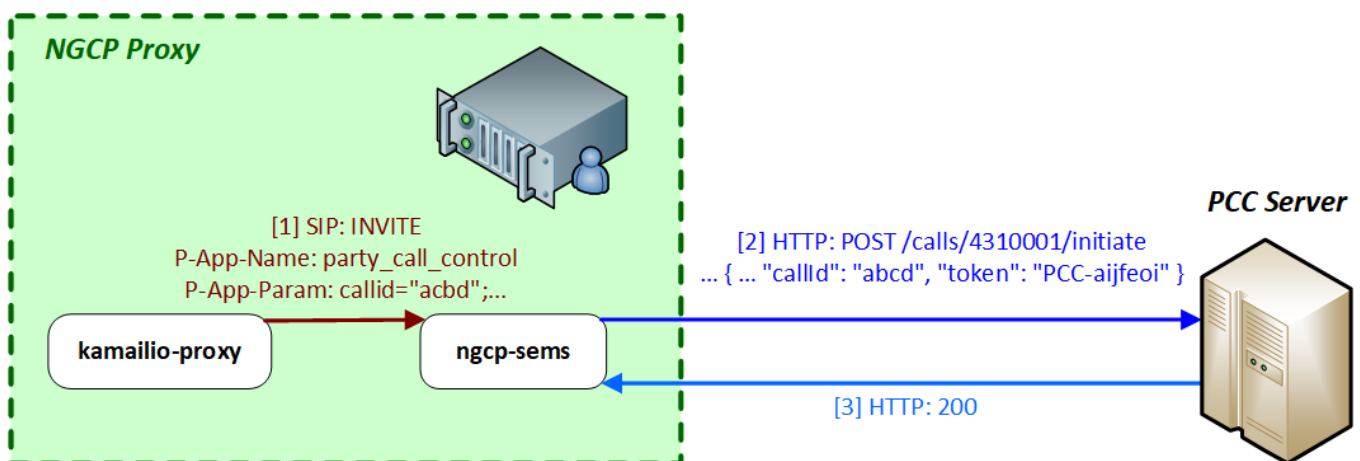 NGCP Proxy
[1] SIP: INVITE
P-App-Name: party_call_control
P-App-Param: callid="acbd";...
kamailio-proxy
ngcp-sems
[2] HTTP: POST /calls/4310001/initiate
... { ... "callId": "abcd", "token": "PCC-aijfeoi" }
[3] HTTP: 200
PCC Server